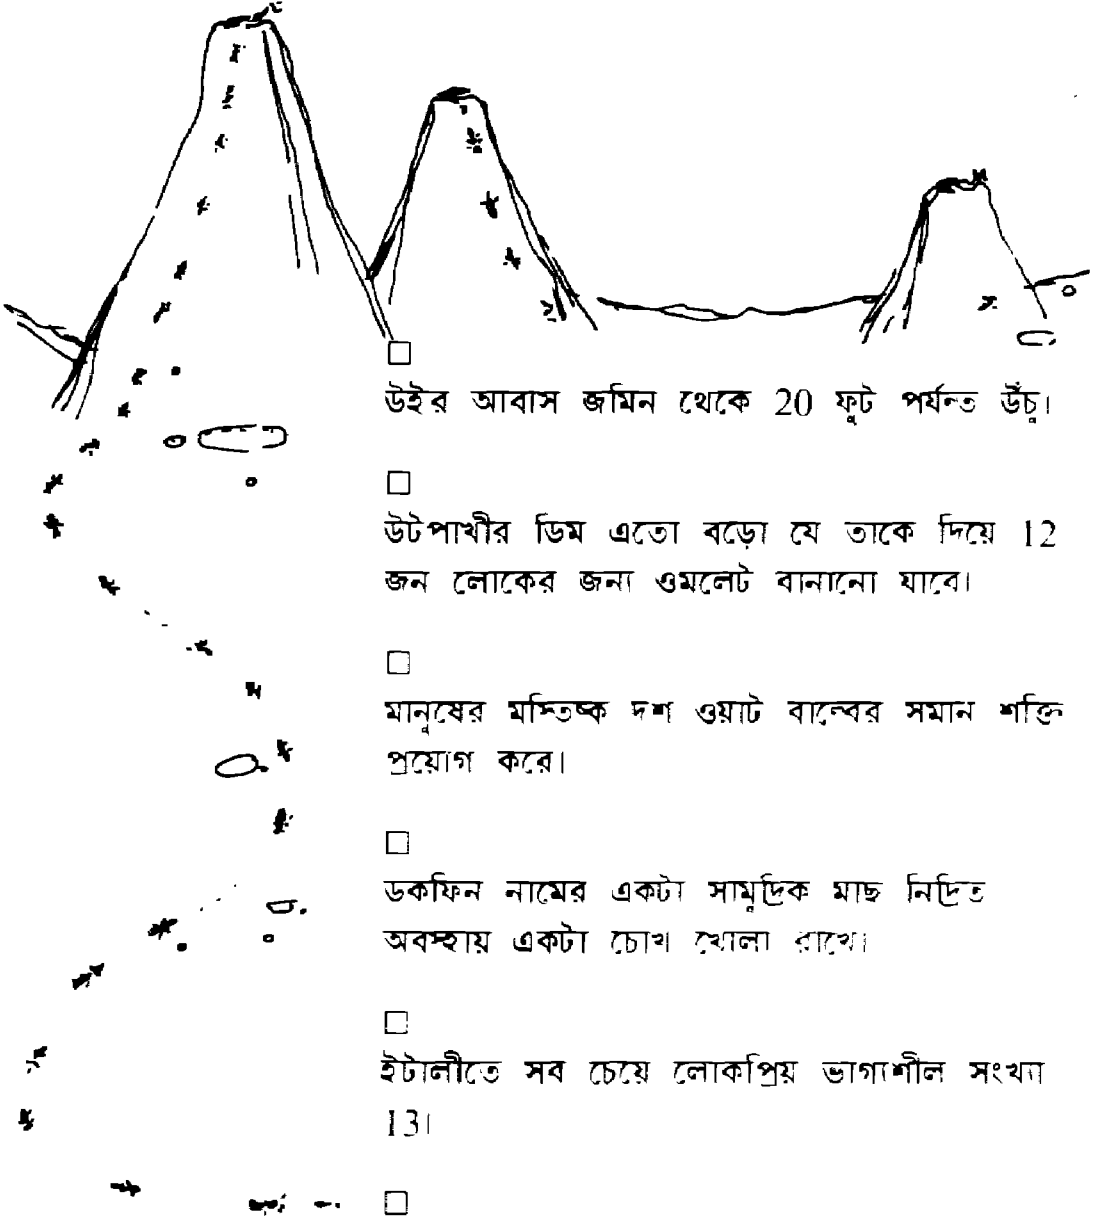 □
উইর আবাস জমিন থেকে 20 ফুট পর্যন্ত উঁচু।
□
উটপাখীর ডিম এতো বড়ো যে তাকে দিয়ে 12
জন লোকের জন্য ওমলেট বানানো যাবে।
□
মানুষের মস্তিষ্ক দশ ওয়াট বাল্বের সমান শক্তি
প্রয়োগ করে।
□
ডকফিন নামের একটা সামুদ্রিক মাছ নিদ্রিত
অবস্হায় একটা চোখ খোলা রাখে।
□
ইটালীতে সব চেয়ে লোকপ্রিয় ভাগ্যশীল সংখ্যা
13।
□